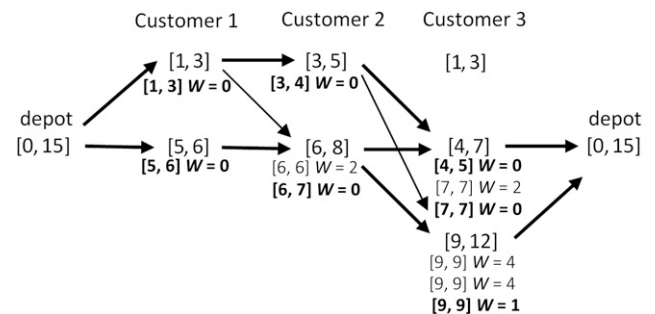 Customer 1 Customer 2 Customer 3
[1, 3] [3, 5] [1, 3]
[1, 3] W = 0 [3, 4] W = 0
depot depot
[0, 15] [5, 6] [6, 8] [4, 7] [0, 15]
[5, 6] W = 0 [6, 6] W = 2 [4, 5] W = 0
[6, 7] W = 0 [7, 7] W = 2
[7, 7] W = 0
[9, 12]
[9, 9] W = 4
[9, 9] W = 4
[9, 9] W = 1